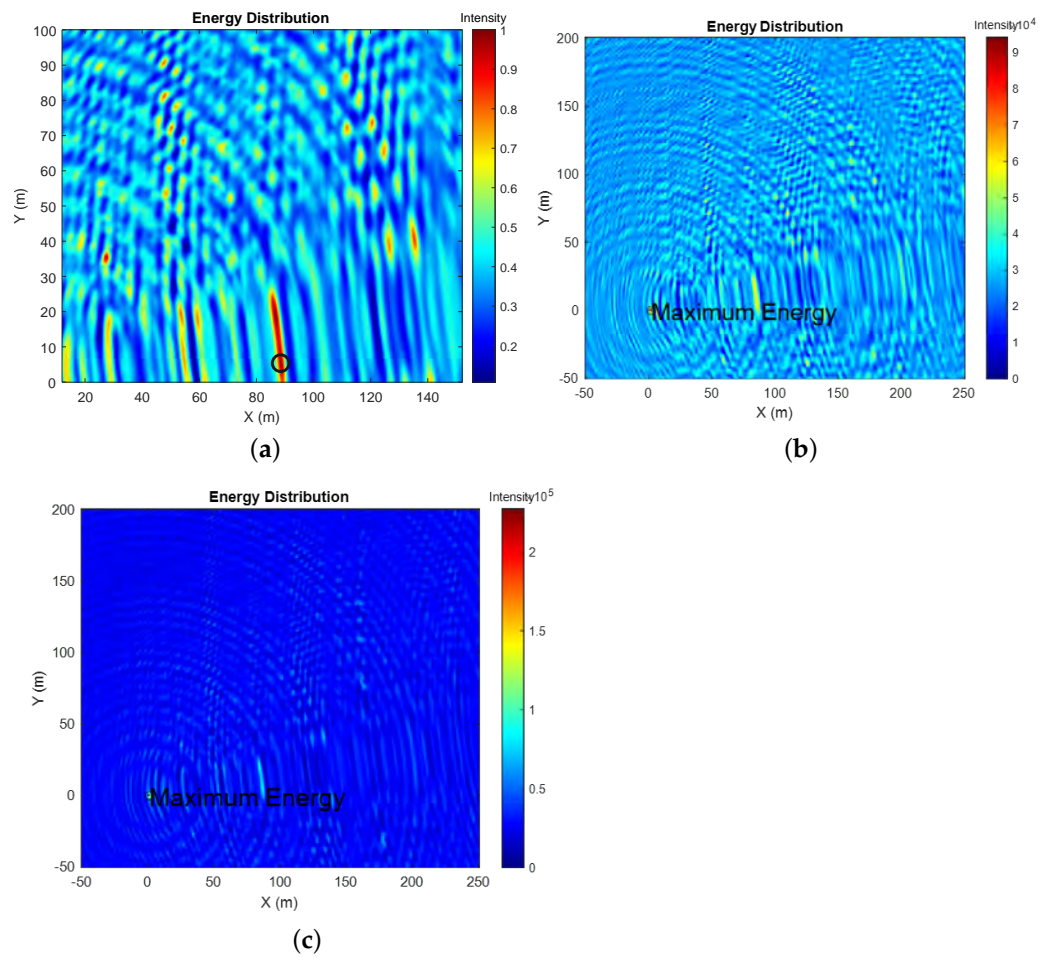 Energy Distribution
Intensity
100
90
80
70
60
50
40
30
20
10
0
Y (m)
20 40 60 80 100 120 140
X (m)
1
0.9
0.8
0.7
0.6
0.5
0.4
0.3
0.2
(a)
Energy Distribution
Intensity ×10⁴
200
150
100
50
0
-50
Y (m)
Maximum Energy
-50 0 50 100 150 200 250
X (m)
9
8
7
6
5
4
3
2
1
0
(b)
Energy Distribution
Intensity ×10⁵
200
150
100
50
0
-50
Y (m)
Maximum Energy
-50 0 50 100 150 200 250
X (m)
2
1.5
1
0.5
0
(c)